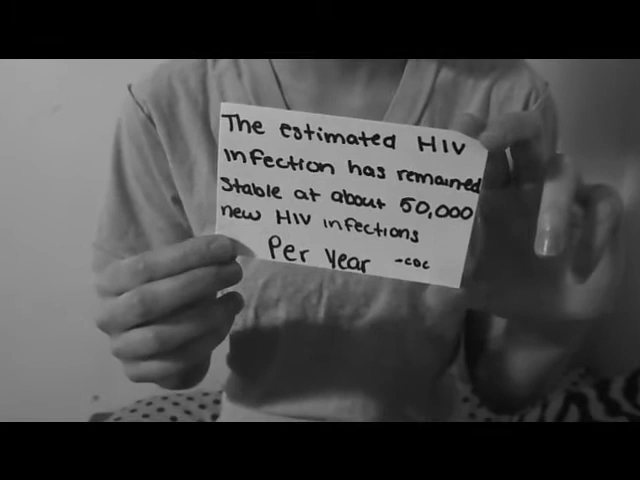 The estimated HIV
infection has remained
stable at about 50,000
new HIV infections
Per year -CDC